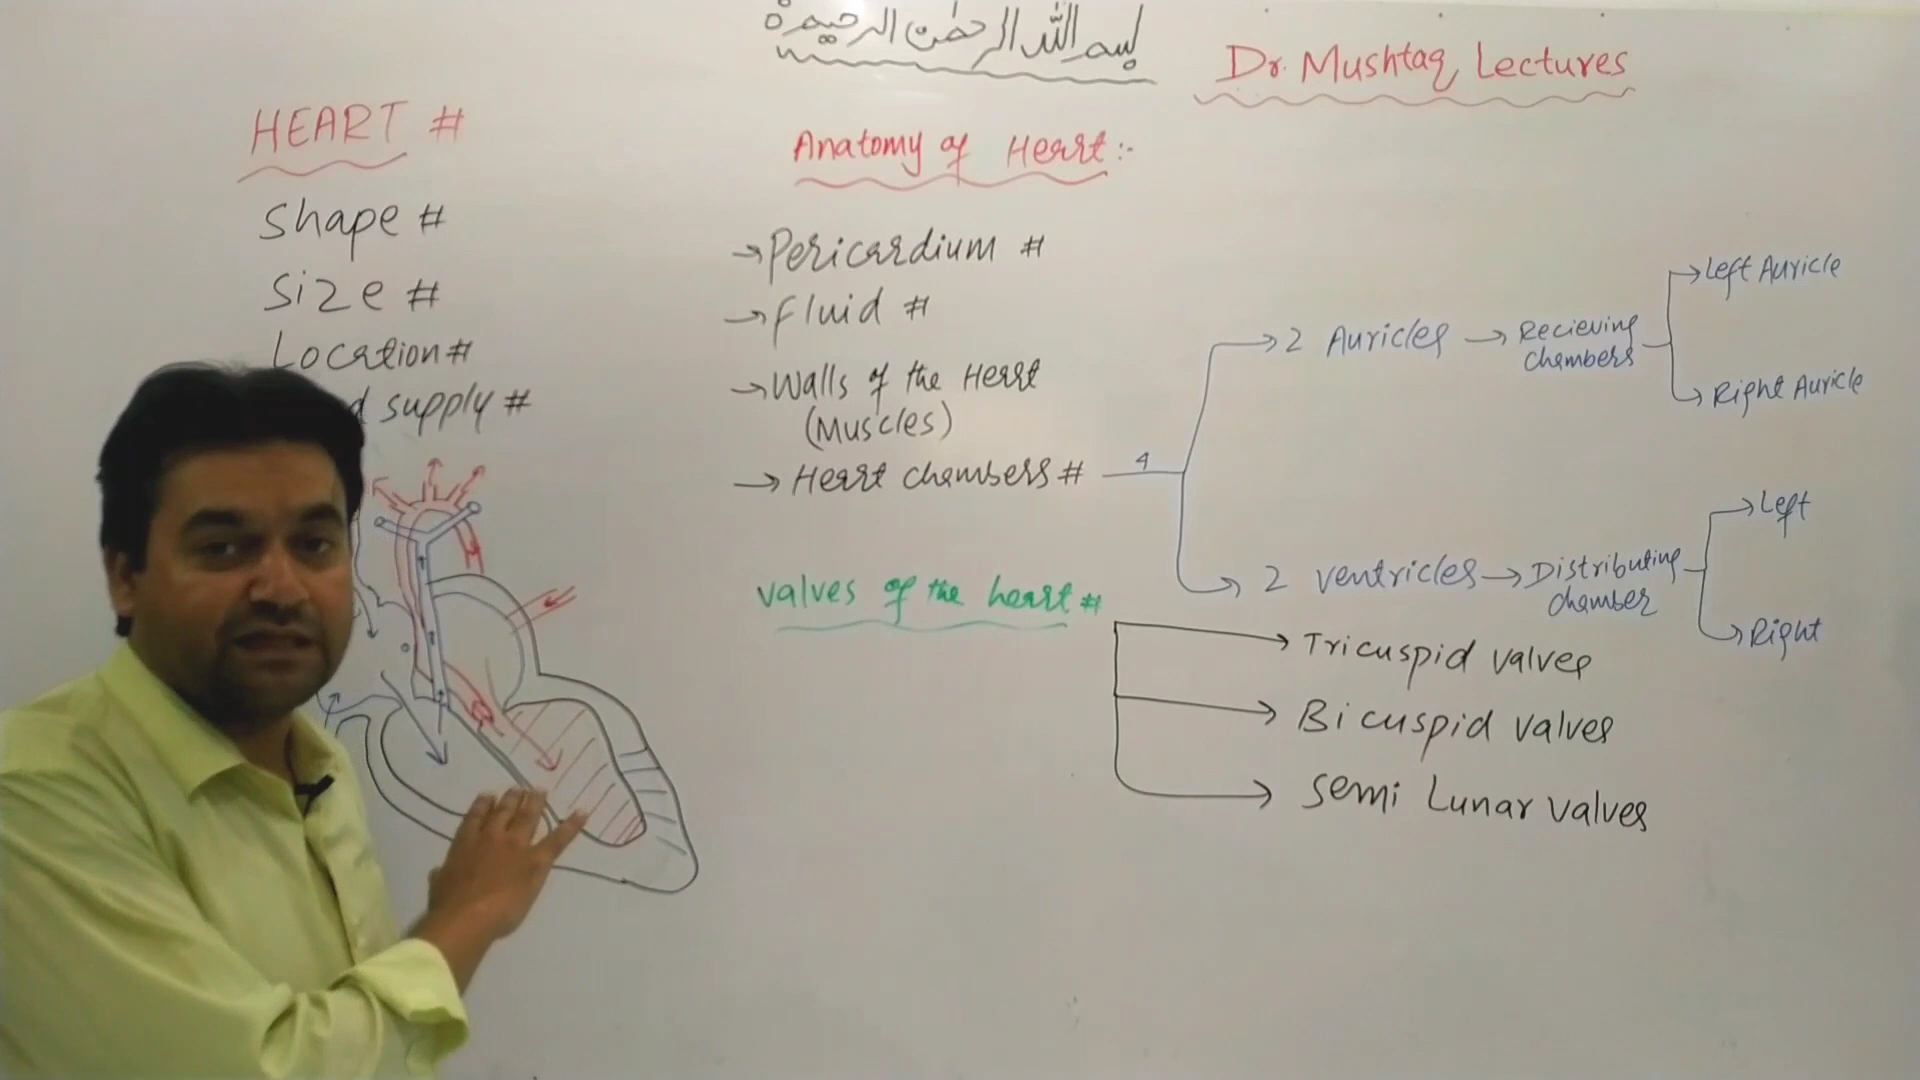 بسم الله الرحمن الرحيم
Dr. Mushtaq Lectures
HEART #
Shape #
Size #
Location #
supply #
Anatomy of Heart :-
→ Pericardium #
→ Fluid #
→ Walls of the Heart
(Muscles)
→ Heart chambers # 4
→ 2 Auricles → Recieving
chambers
→ Left Auricle
→ Right Auricle
→ 2 ventricles → Distributing
chamber
→ Left
→ Right
valves of the heart #
→ Tricuspid valves
→ Bicuspid valves
→ Semi Lunar valves